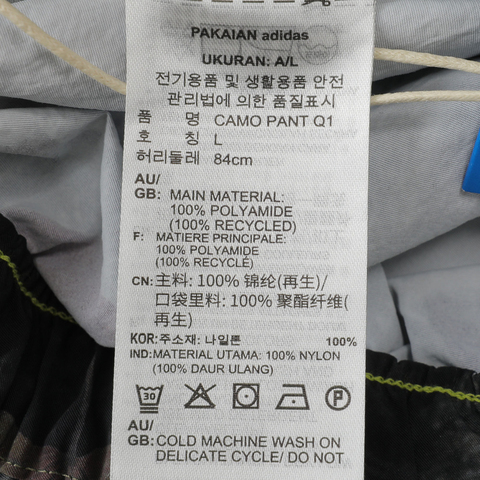 PAKAIAN adidas
UKURAN: A/L
전기용품 및 생활용품 안전
관리법에 의한 품질표시
품 명 CAMO PANT Q1
호 칭 L
허리둘레 84cm
AU/
GB: MAIN MATERIAL:
100% POLYAMIDE
(100% RECYCLED)
F: MATIERE PRINCIPALE:
100% POLYAMIDE
(100% RECYCLÉ)
CN: 主料: 100% 锦纶(再生)/
口袋里料: 100% 聚酯纤维(
再生)
KOR: 주소재: 나일론 100%
IND: MATERIAL UTAMA: 100% NYLON
(100% DAUR ULANG)
30 P
AU/
GB: COLD MACHINE WASH ON
DELICATE CYCLE/ DO NOT